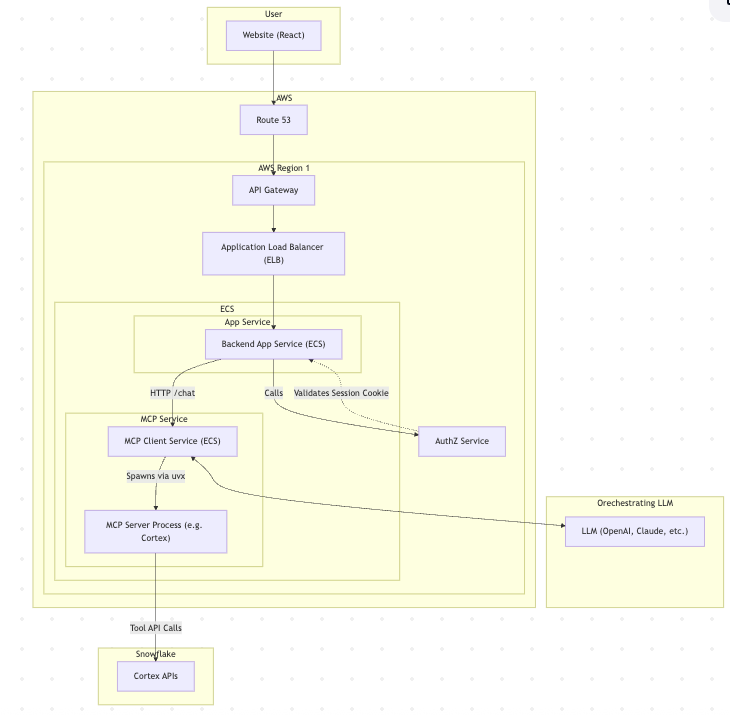 User
Website (React)
AWS
Route 53
AWS Region 1
API Gateway
Application Load Balancer
(ELB)
ECS
App Service
Backend App Service (ECS)
HTTP /chat
Calls
Validates Session Cookie
MCP Service
MCP Client Service (ECS)
AuthZ Service
Spawns via uvx
Orechestrating LLM
MCP Server Process (e.g.
Cortex)
LLM (OpenAI, Claude, etc.)
Tool API Calls
Snowflake
Cortex APIs